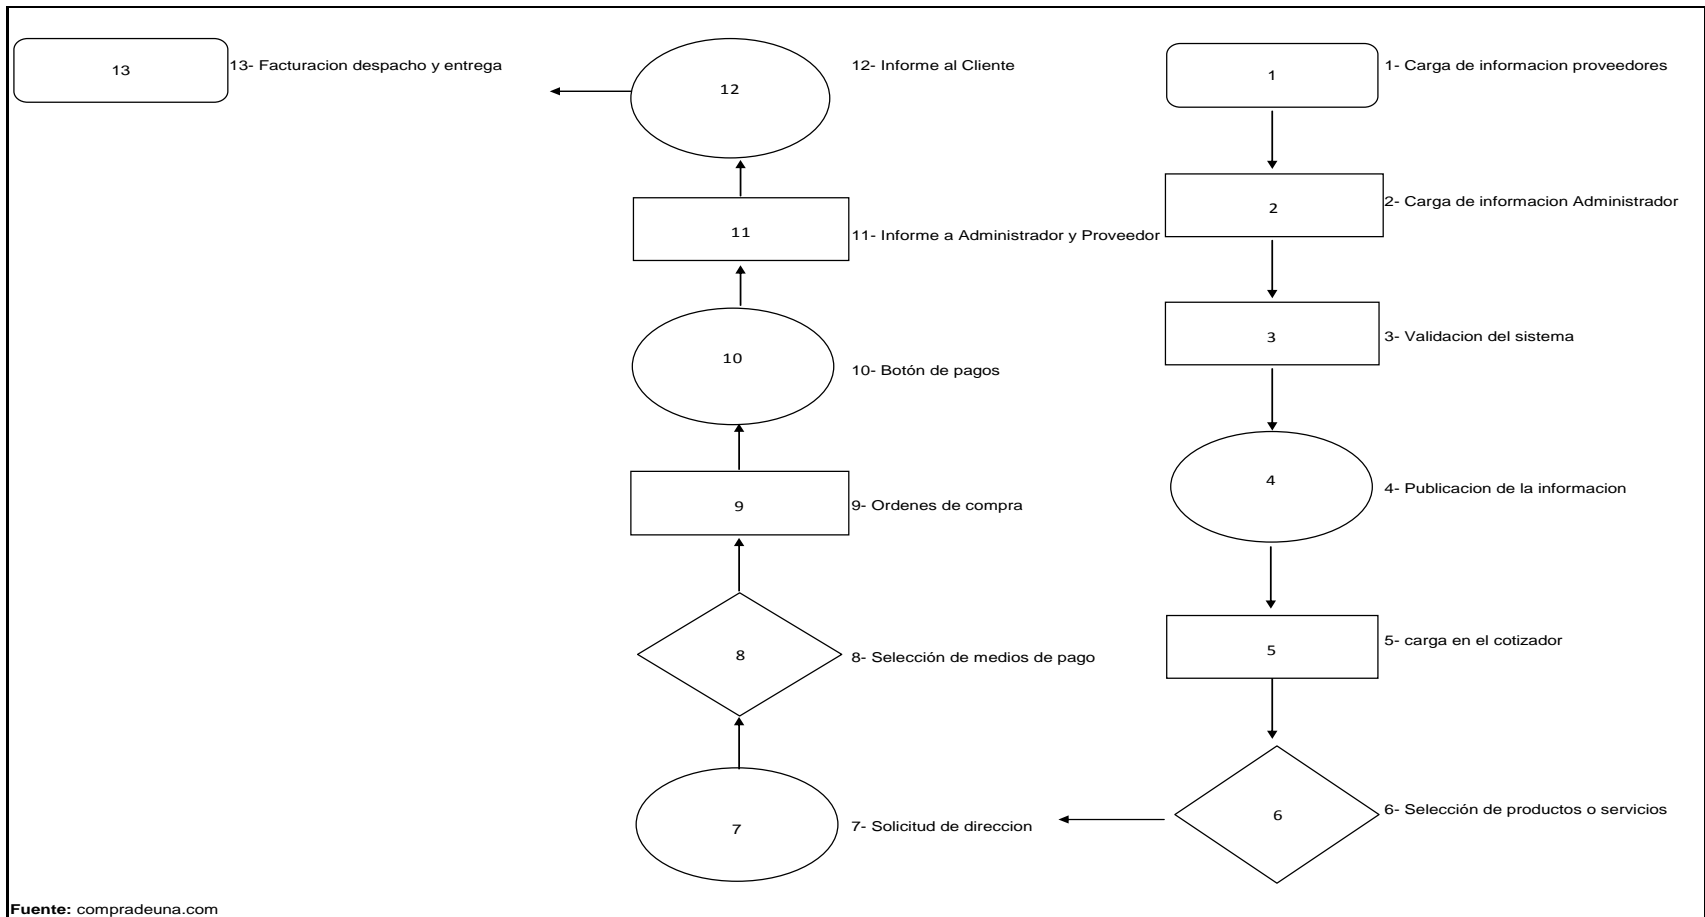 13
13- Facturacion despacho y entrega
12
12- Informe al Cliente
1
1- Carga de informacion proveedores
11
11- Informe a Administrador y Proveedor
2
2- Carga de informacion Administrador
10
10- Botón de pagos
3
3- Validacion del sistema
9
9- Ordenes de compra
4
4- Publicacion de la informacion
8
8- Selección de medios de pago
5
5- carga en el cotizador
7
7- Solicitud de direccion
6
6- Selección de productos o servicios
Fuente: compradeuna.com